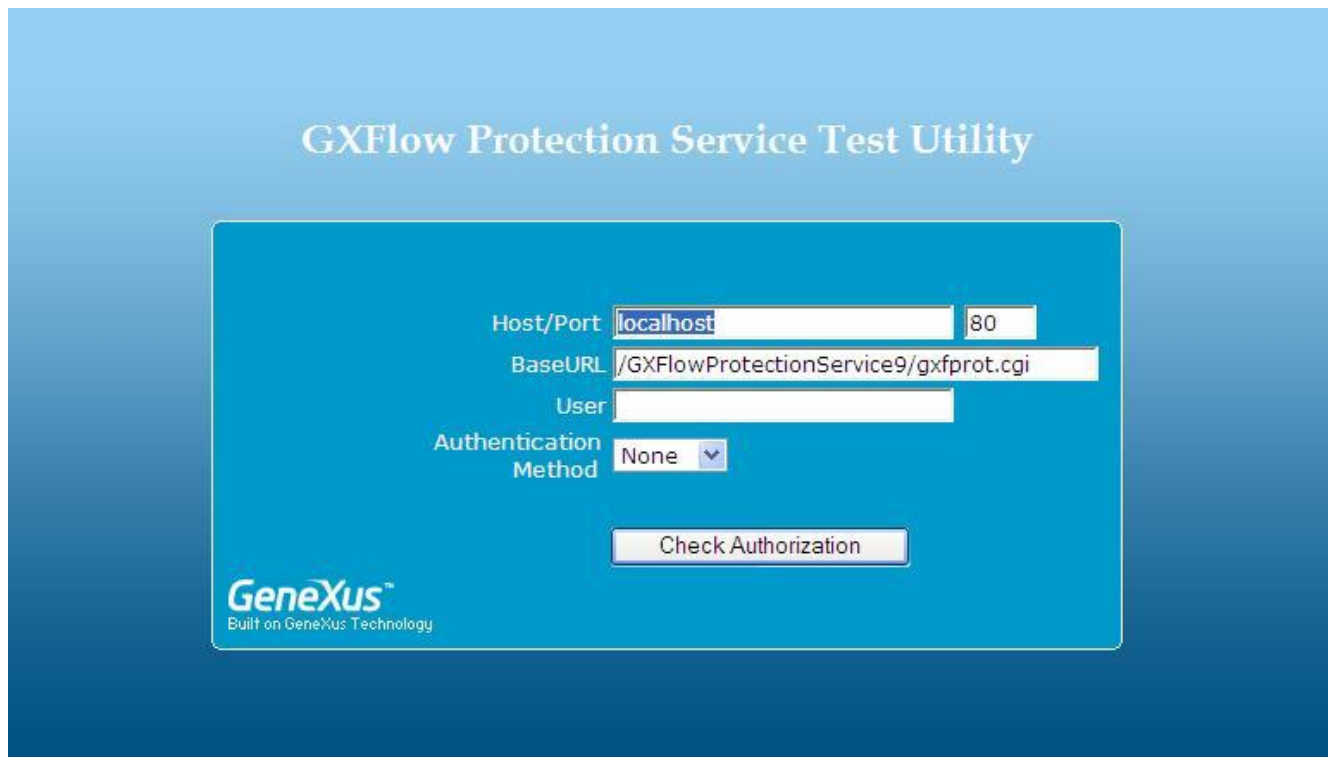 GXFlow Protection Service Test Utility
Host/Port localhost 80
BaseURL /GXFlowProtectionService9/gxfprot.cgi
User
Authentication
Method None
Check Authorization
GeneXus™
Built on GeneXus Technology